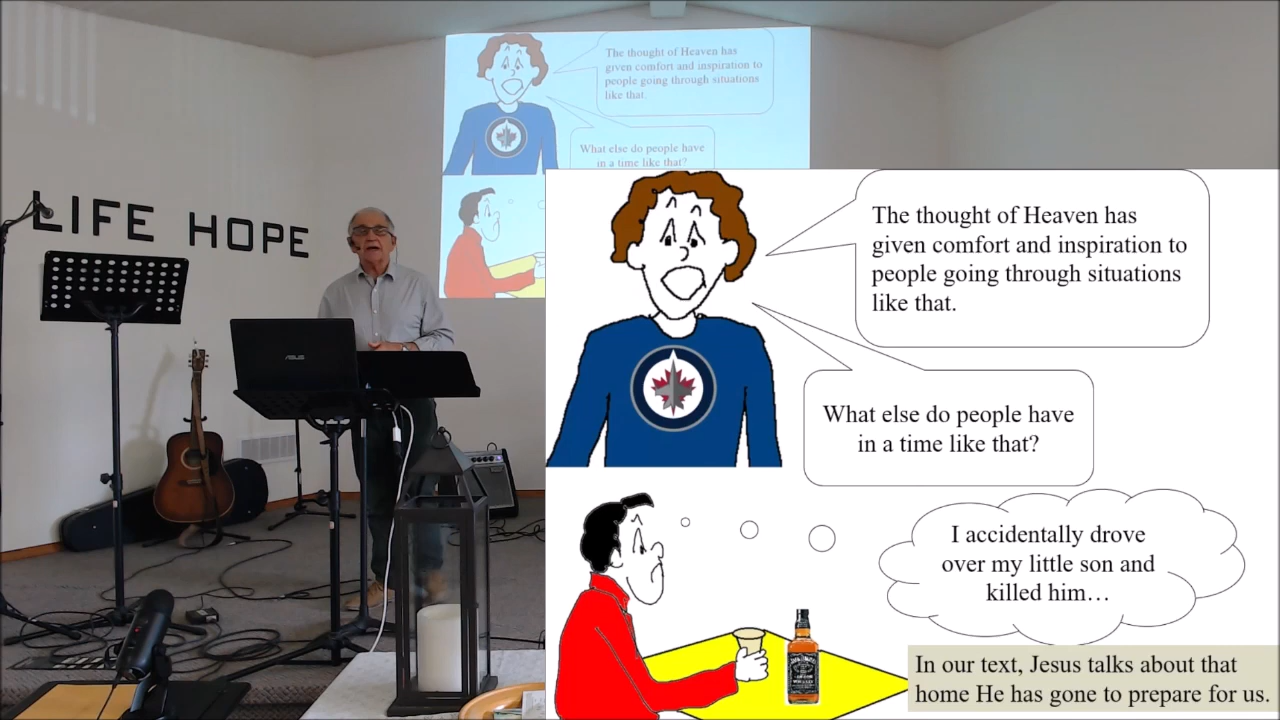 The thought of Heaven has
given comfort and inspiration to
people going through situations
like that.
What else do people have
in a time like that?
LIFE HOPE
ASUS
The thought of Heaven has
given comfort and inspiration to
people going through situations
like that.
What else do people have
in a time like that?
I accidentally drove
over my little son and
killed him…
In our text, Jesus talks about that
home He has gone to prepare for us.